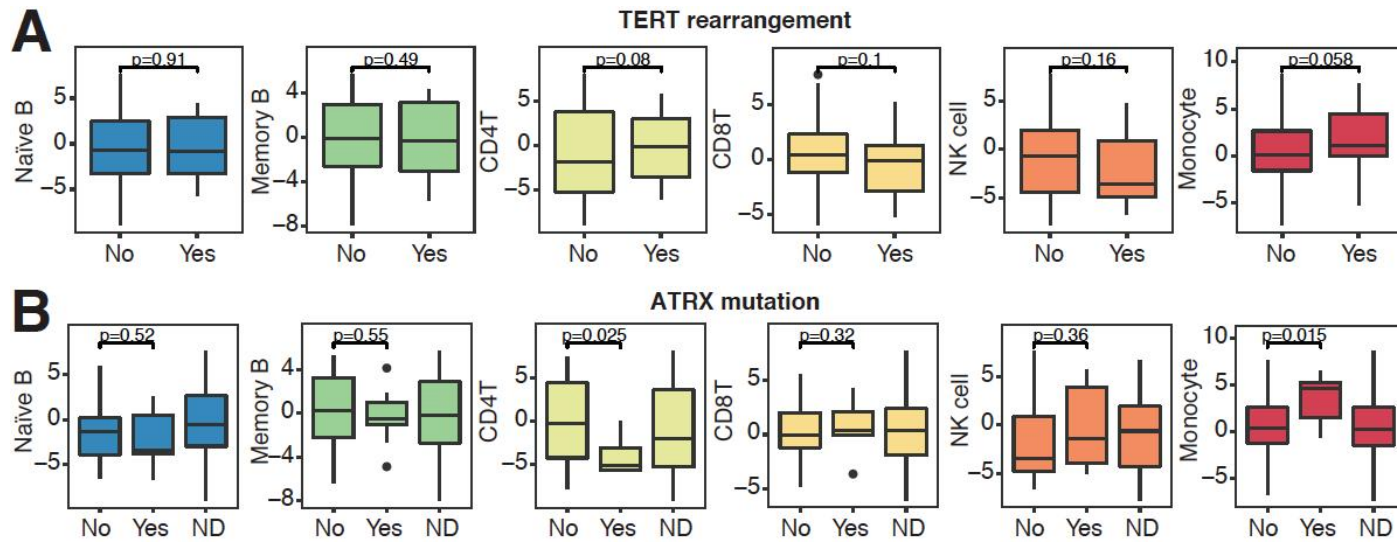 A
TERT rearrangement
p=0.91
p=0.49
p=0.08
p=0.1
p=0.16
p=0.058
Naïve B
5
0
−5
Memory B
4
0
−4
−8
CD4T
5
0
−5
CD8T
5
0
−5
NK cell
5
0
−5
Monocyte
10
5
0
−5
No Yes
No Yes
No Yes
No Yes
No Yes
No Yes
B
ATRX mutation
p=0.52
p=0.55
p=0.025
p=0.32
p=0.36
p=0.015
Naïve B
5
0
−5
Memory B
4
0
−4
−8
CD4T
5
0
−5
CD8T
5
0
−5
NK cell
5
0
−5
Monocyte
10
5
0
−5
No Yes ND
No Yes ND
No Yes ND
No Yes ND
No Yes ND
No Yes ND